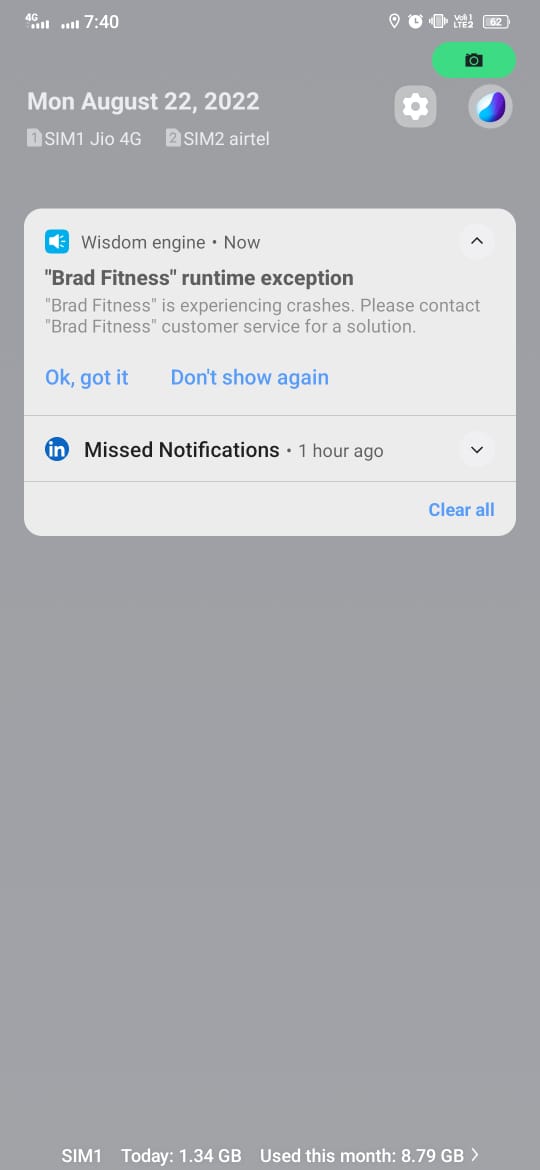 4G 7:40 Vo) 1 LTE2 62
Mon August 22, 2022
1 SIM1 Jio 4G 2 SIM2 airtel
Wisdom engine • Now
"Brad Fitness" runtime exception
"Brad Fitness" is experiencing crashes. Please contact
"Brad Fitness" customer service for a solution.
Ok, got it Don't show again
in Missed Notifications • 1 hour ago
Clear all
SIM1 Today: 1.34 GB Used this month: 8.79 GB >